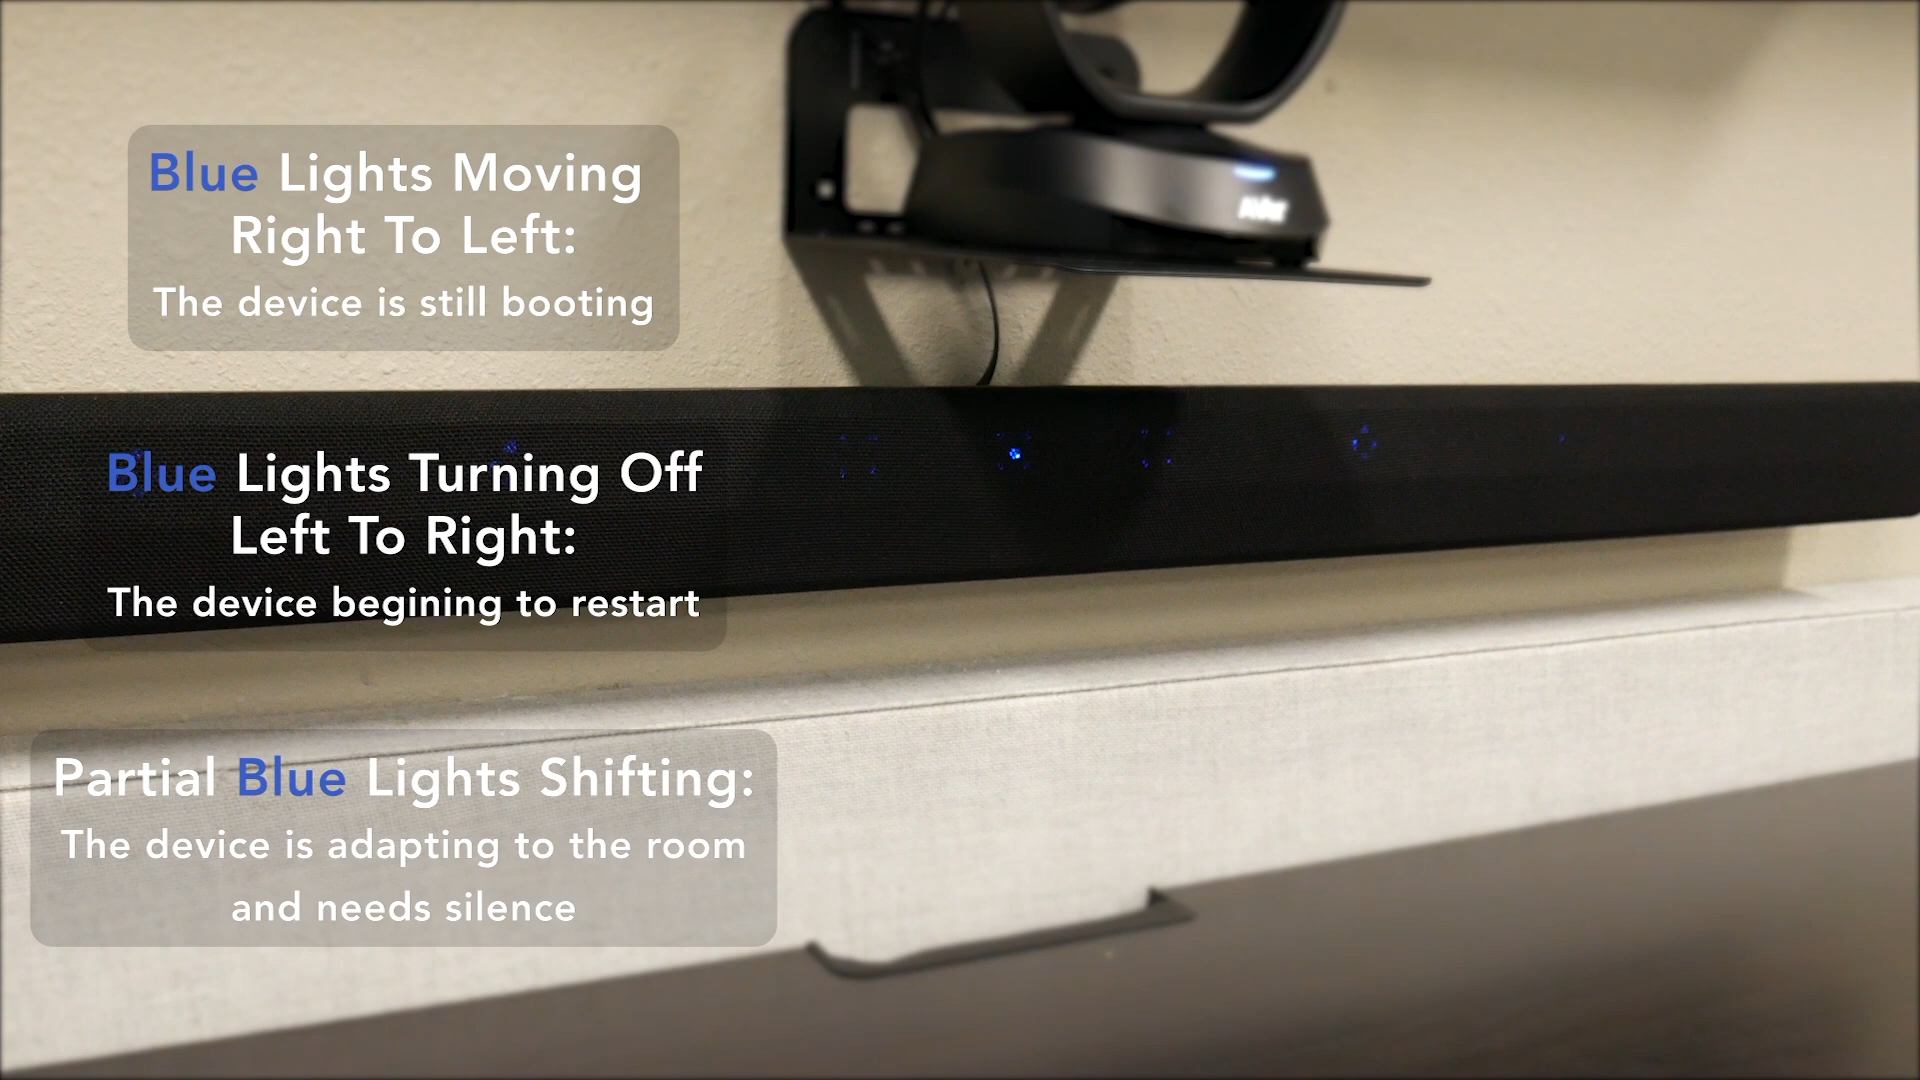 Blue Lights Moving
Right To Left:
The device is still booting
Blue Lights Turning Off
Left To Right:
The device begining to restart
Partial Blue Lights Shifting:
The device is adapting to the room
and needs silence